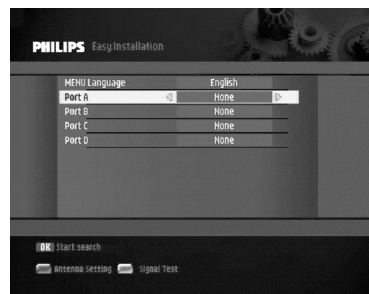 PHILIPS Easy Installation
MENU Language English
Port A None
Port B None
Port C None
Port D None
OK Start search
Antenna Setting Signal Test